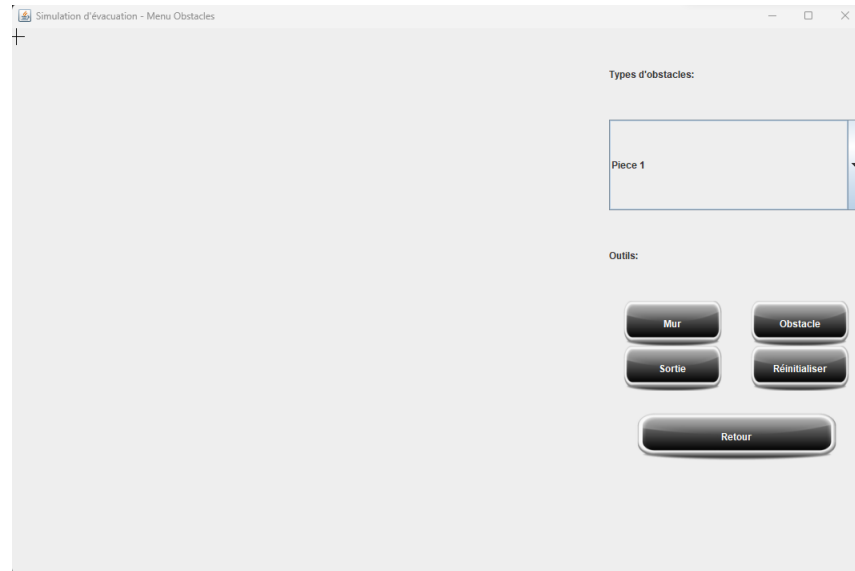 Simulation d'évacuation - Menu Obstacles
Types d'obstacles:
Piece 1
Outils:
Mur Obstacle
Sortie Réinitialiser
Retour